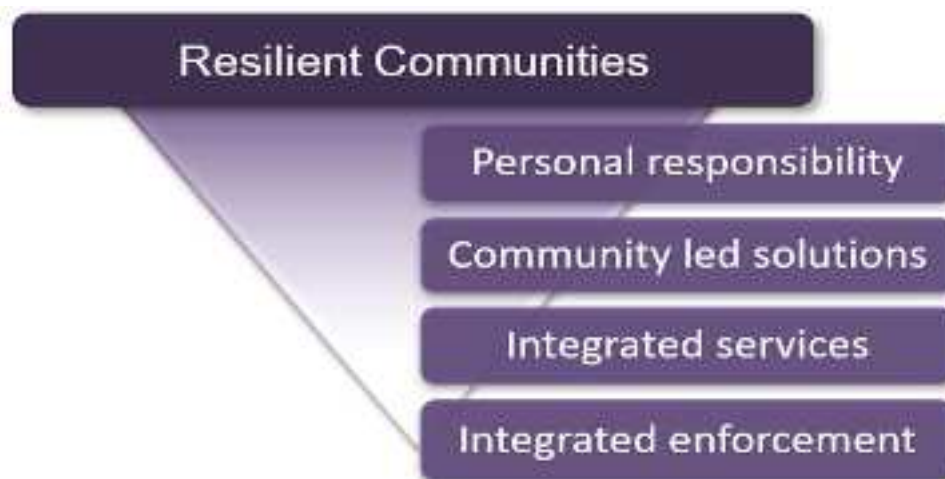 Resilient Communities
Personal responsibility
Community led solutions
Integrated services
Integrated enforcement